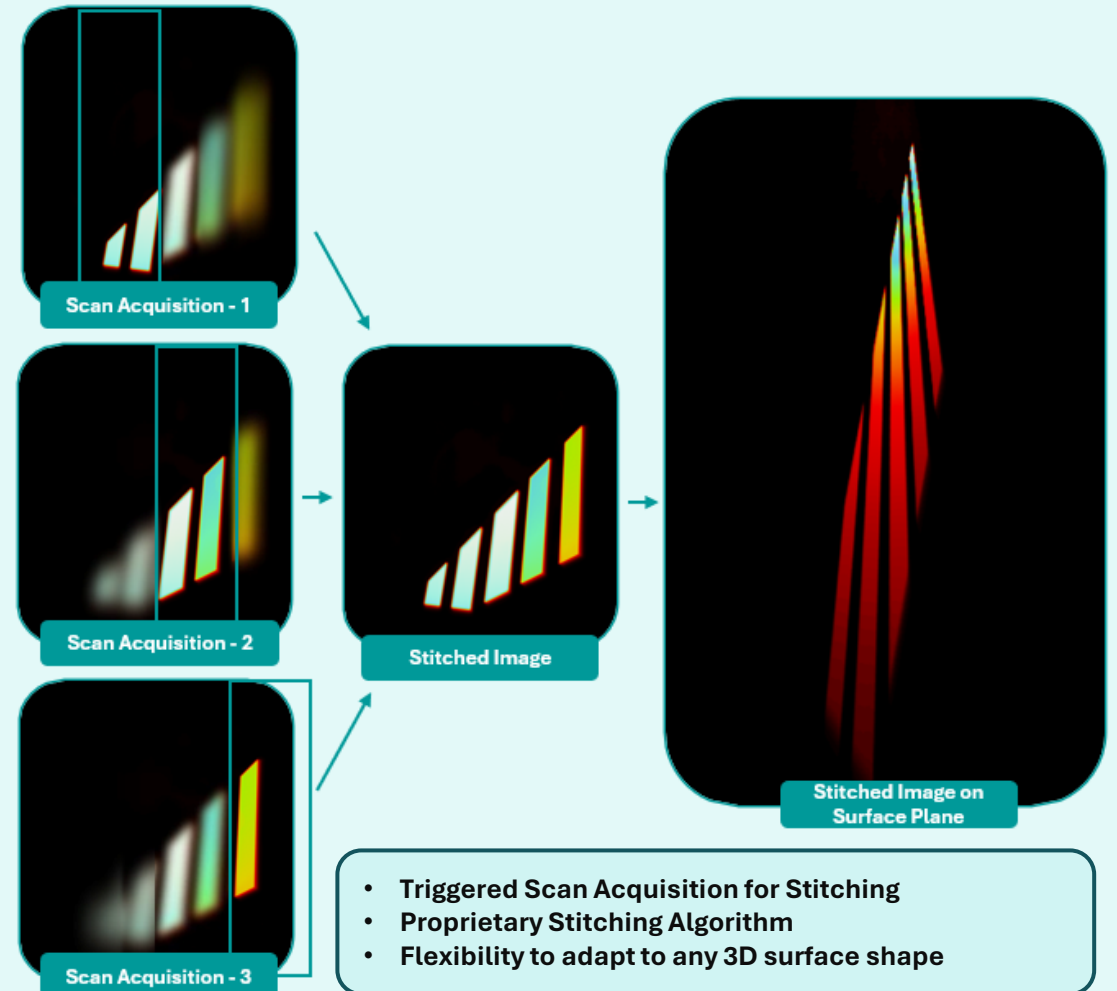 Scan Acquisition - 1
Scan Acquisition - 2
Stitched Image
Scan Acquisition - 3
Stitched Image on
Surface Plane
• Triggered Scan Acquisition for Stitching
• Proprietary Stitching Algorithm
• Flexibility to adapt to any 3D surface shape